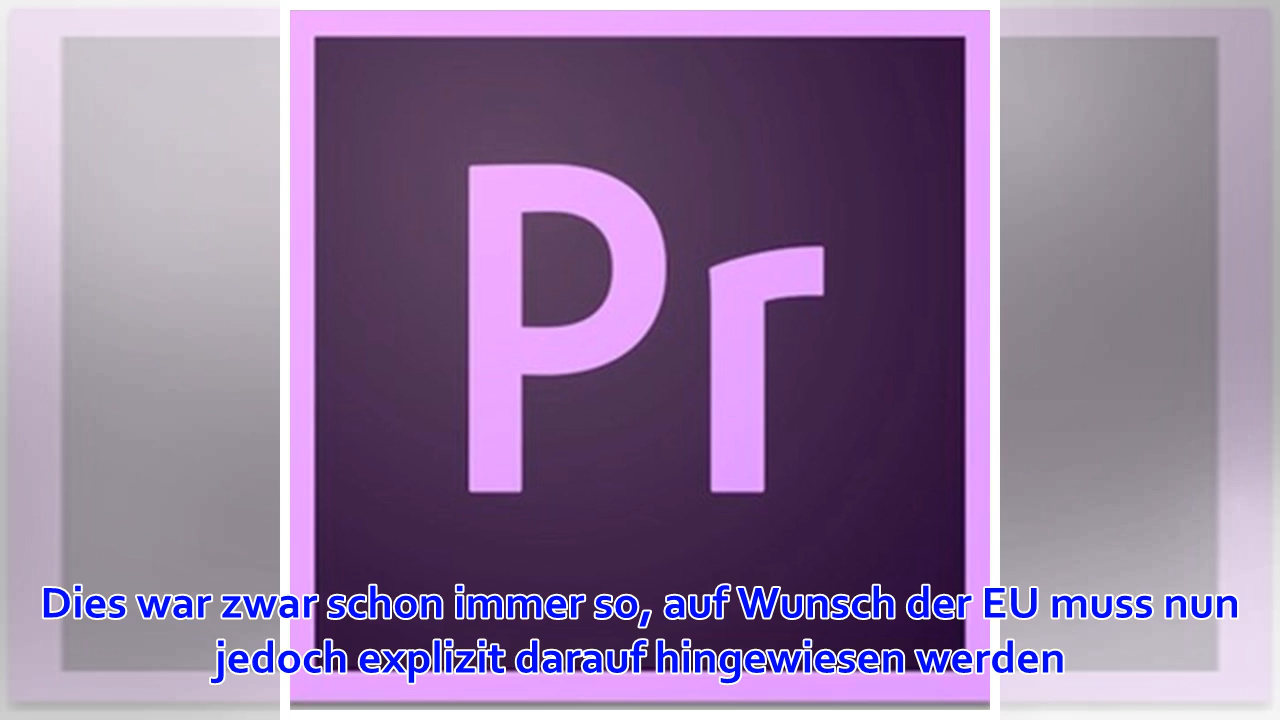 Pr
Dies war zwar schon immer so, auf Wunsch der EU muss nun
jedoch explizit darauf hingewiesen werden